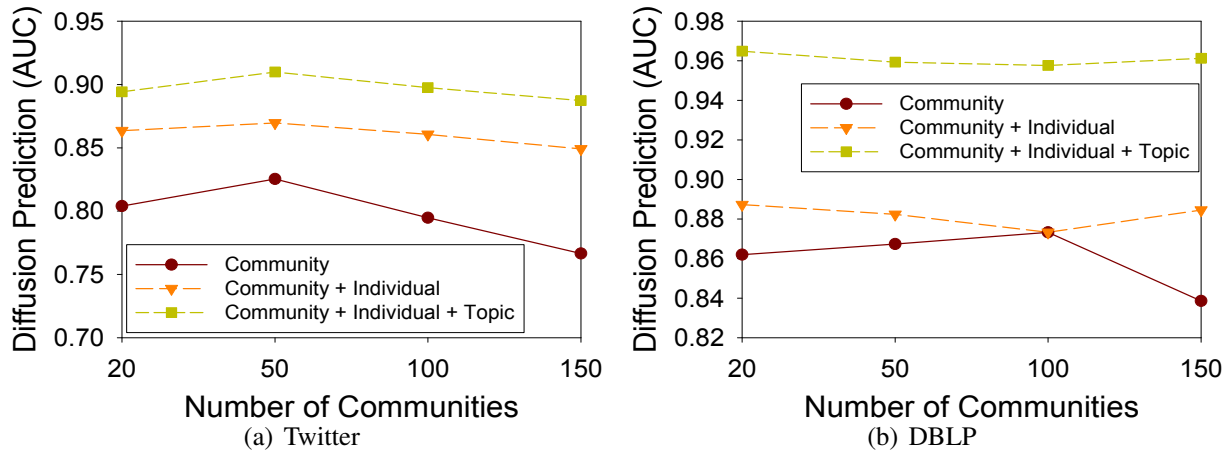 Diffusion Prediction (AUC)
0.95
0.90
0.85
0.80
0.75
0.70
Community
Community + Individual
Community + Individual + Topic
20 50 100 150
Number of Communities
(a) Twitter
Diffusion Prediction (AUC)
0.98
0.96
0.94
0.92
0.90
0.88
0.86
0.84
0.82
Community
Community + Individual
Community + Individual + Topic
20 50 100 150
Number of Communities
(b) DBLP